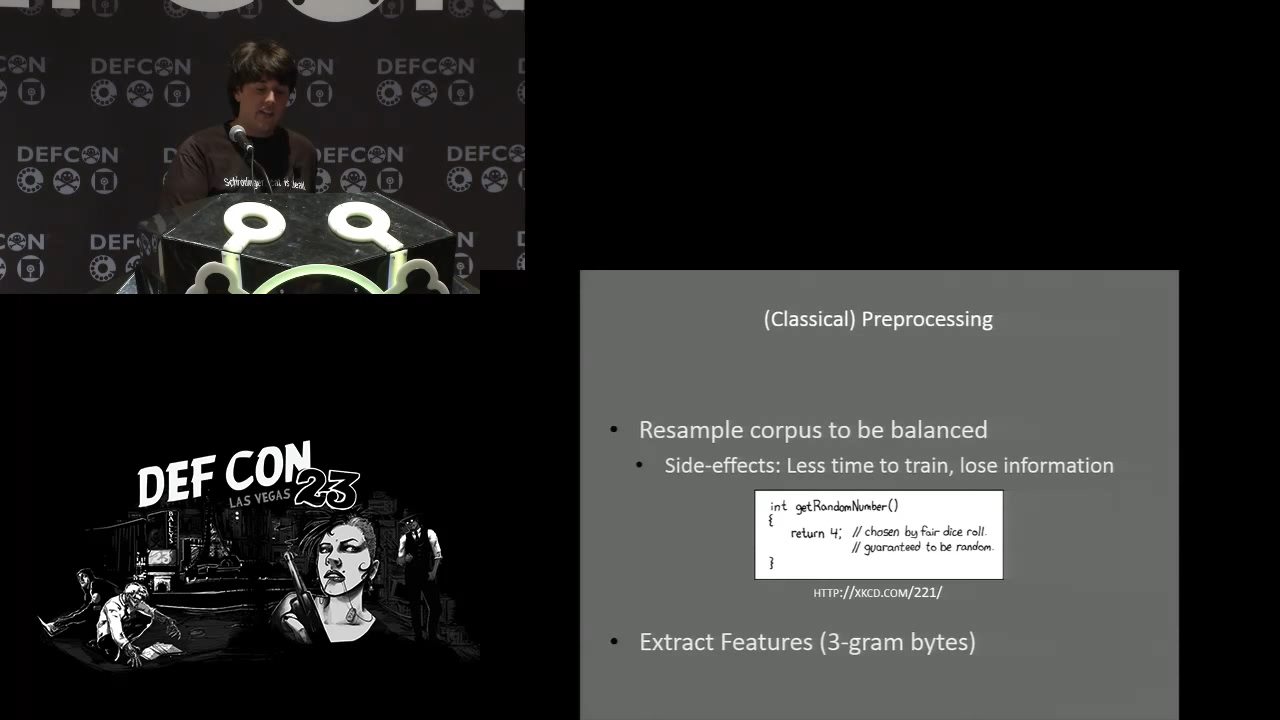 DEFCON
DEFCON
DEFCON
DEFCON
DEFCON
Schrodinger
(Classical) Preprocessing
• Resample corpus to be balanced
• Side-effects: Less time to train, lose information
int getRandomNumber()
{
return 4; // chosen by fair dice roll.
// guaranteed to be random.
}
HTTP://XKCD.COM/221/
• Extract Features (3-gram bytes)
DEF CON
LAS VEGAS 23
BALLYS